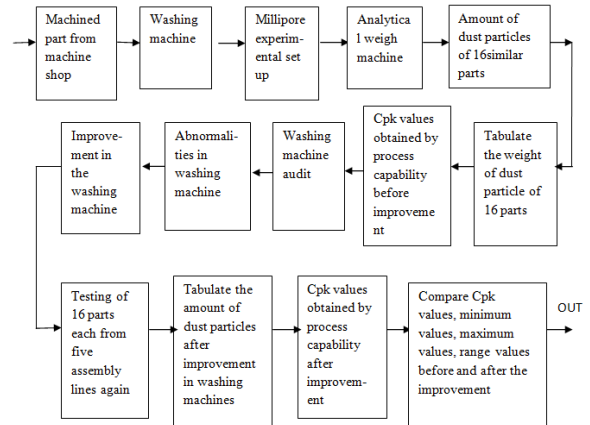 Machined
part from
machine
shop
Washing
machine
Millipore
experim-
ental set
up
Analytica
l weigh
machine
Amount of
dust particles
of 16similar
parts
Tabulate
the weight
of dust
particle of
16 parts
Cpk values
obtained by
process
capability
before
improveme
nt
Washing
machine
audit
Abnormali-
ties in
washing
machine
Improve-
ment in
the
washing
machine
Testing of
16 parts
each from
five
assembly
lines again
Tabulate the
amount of
dust particles
after
improvement
in washing
machines
Cpk values
obtained by
process
capability
after
improvem-
ent
Compare Cpk
values, minimum
values, maximum
values, range values
before and after the
improvement
OUT